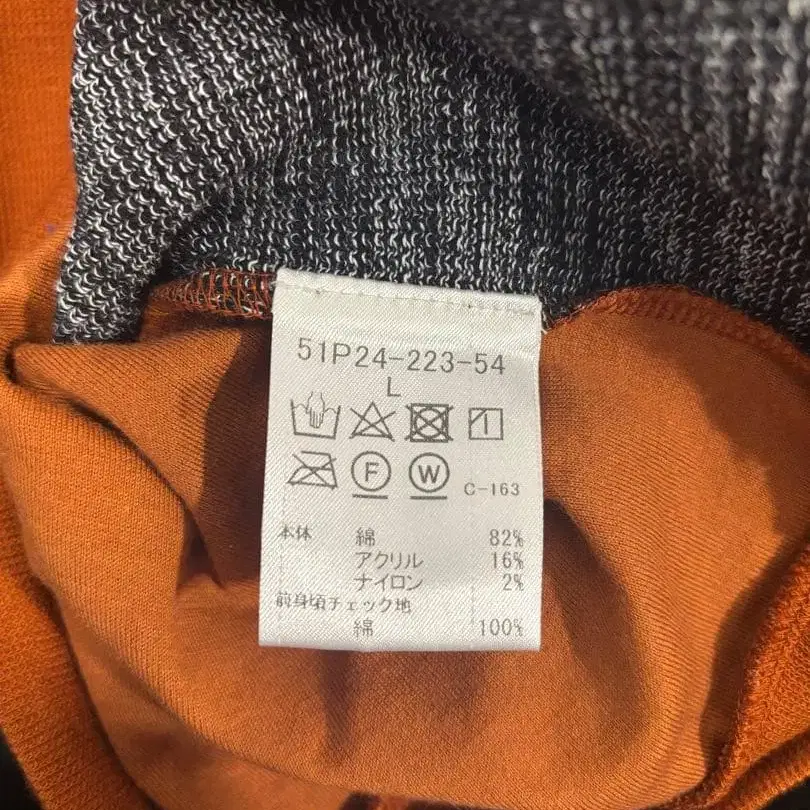 51P24-223-54
L
F W C-163
本体 綿 82%
アクリル 16%
ナイロン 2%
前身頃チェック地
綿 100%